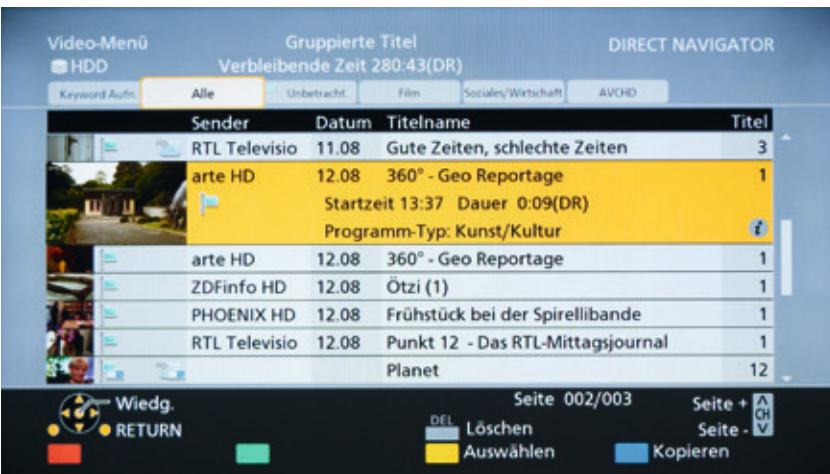 Video-Menü
Gruppierte Titel
DIRECT NAVIGATOR
HDD
Verbleibende Zeit 280:43(DR)
Keyword Aufn. Alle Unbetracht. Film Soziales/Wirtschaft AVCHD
Sender Datum Titelname Titel
RTL Televisio 11.08 Gute Zeiten, schlechte Zeiten 3
arte HD 12.08 360° - Geo Reportage 1
Startzeit 13:37 Dauer 0:09(DR)
Programm-Typ: Kunst/Kultur i
arte HD 12.08 360° - Geo Reportage 1
ZDFinfo HD 12.08 Ötzi (1) 1
PHOENIX HD 12.08 Frühstück bei der Spirellibande 1
RTL Televisio 12.08 Punkt 12 - Das RTL-Mittagsjournal 1
Planet 12
Wiedg.
RETURN
Seite 002/003
Seite +
CH
Seite -
DEL Löschen
Auswählen
Kopieren